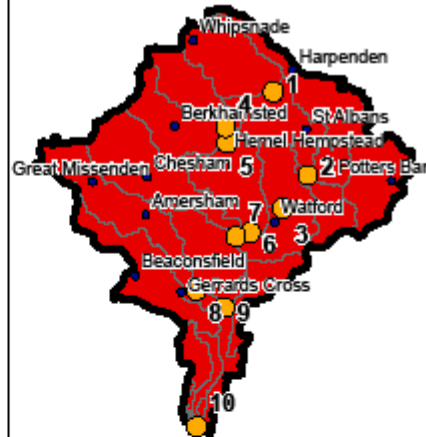 Whipsnade
Harpenden
1
4
Berkhamsted
St Albans
Hemel Hempstead
Great Missenden
Chesham
5
2
Potters Bar
Amersham
7
Watford
6
3
Beaconsfield
Gerrards Cross
8
9
10